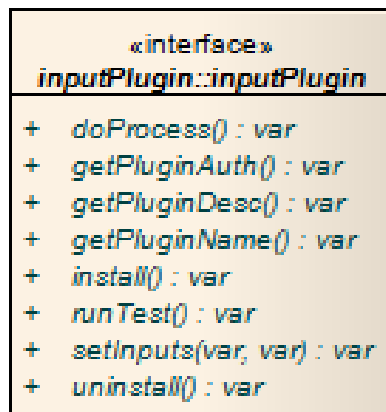 «interface»
inputPlugin::inputPlugin
+ doProcess() : var
+ getPluginAuth() : var
+ getPluginDesc() : var
+ getPluginName() : var
+ install() : var
+ runTest() : var
+ setInputs(var, var) : var
+ uninstall() : var